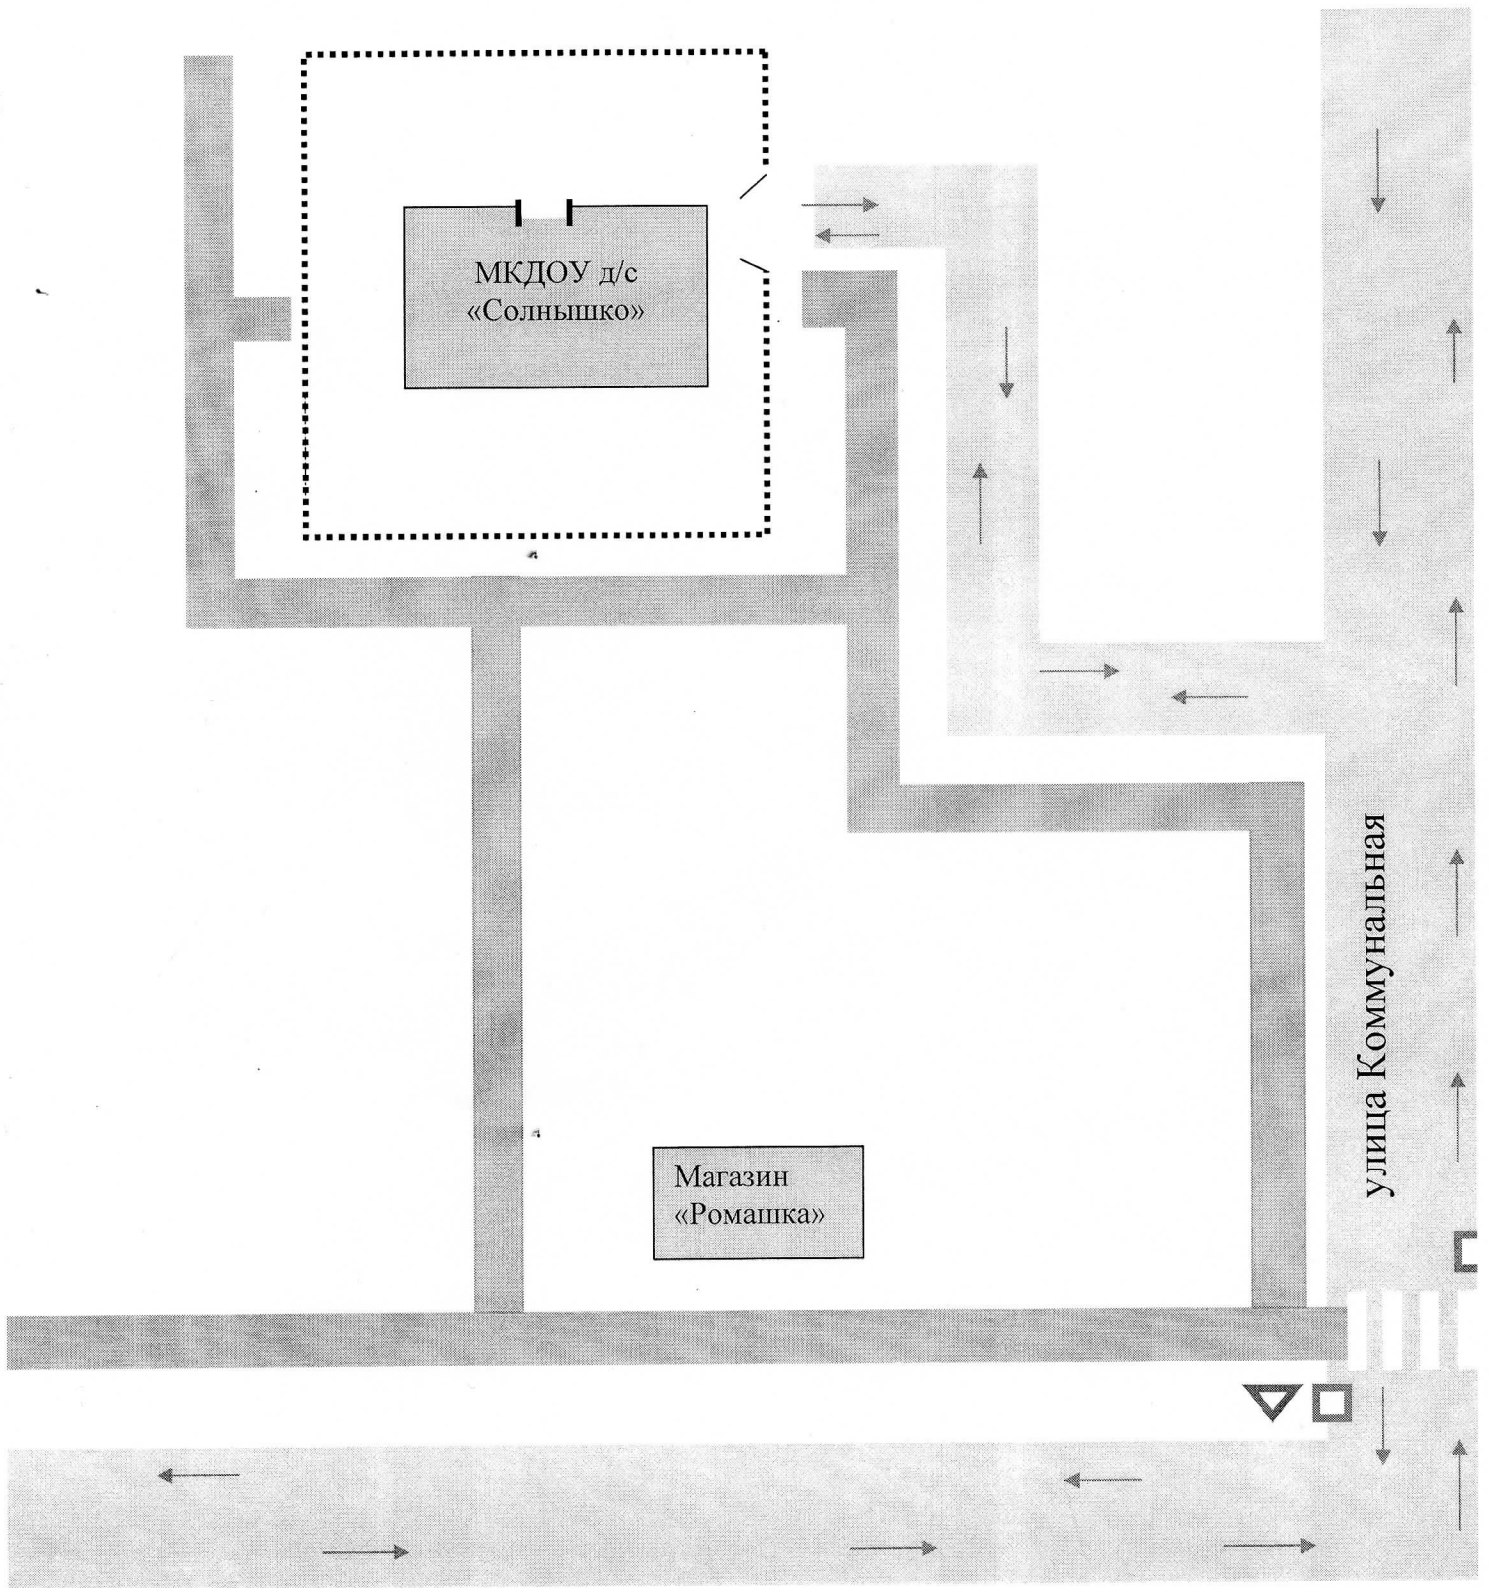 МКДОУ д/с
«Солнышко»
улица Коммунальная
Магазин
«Ромашка»